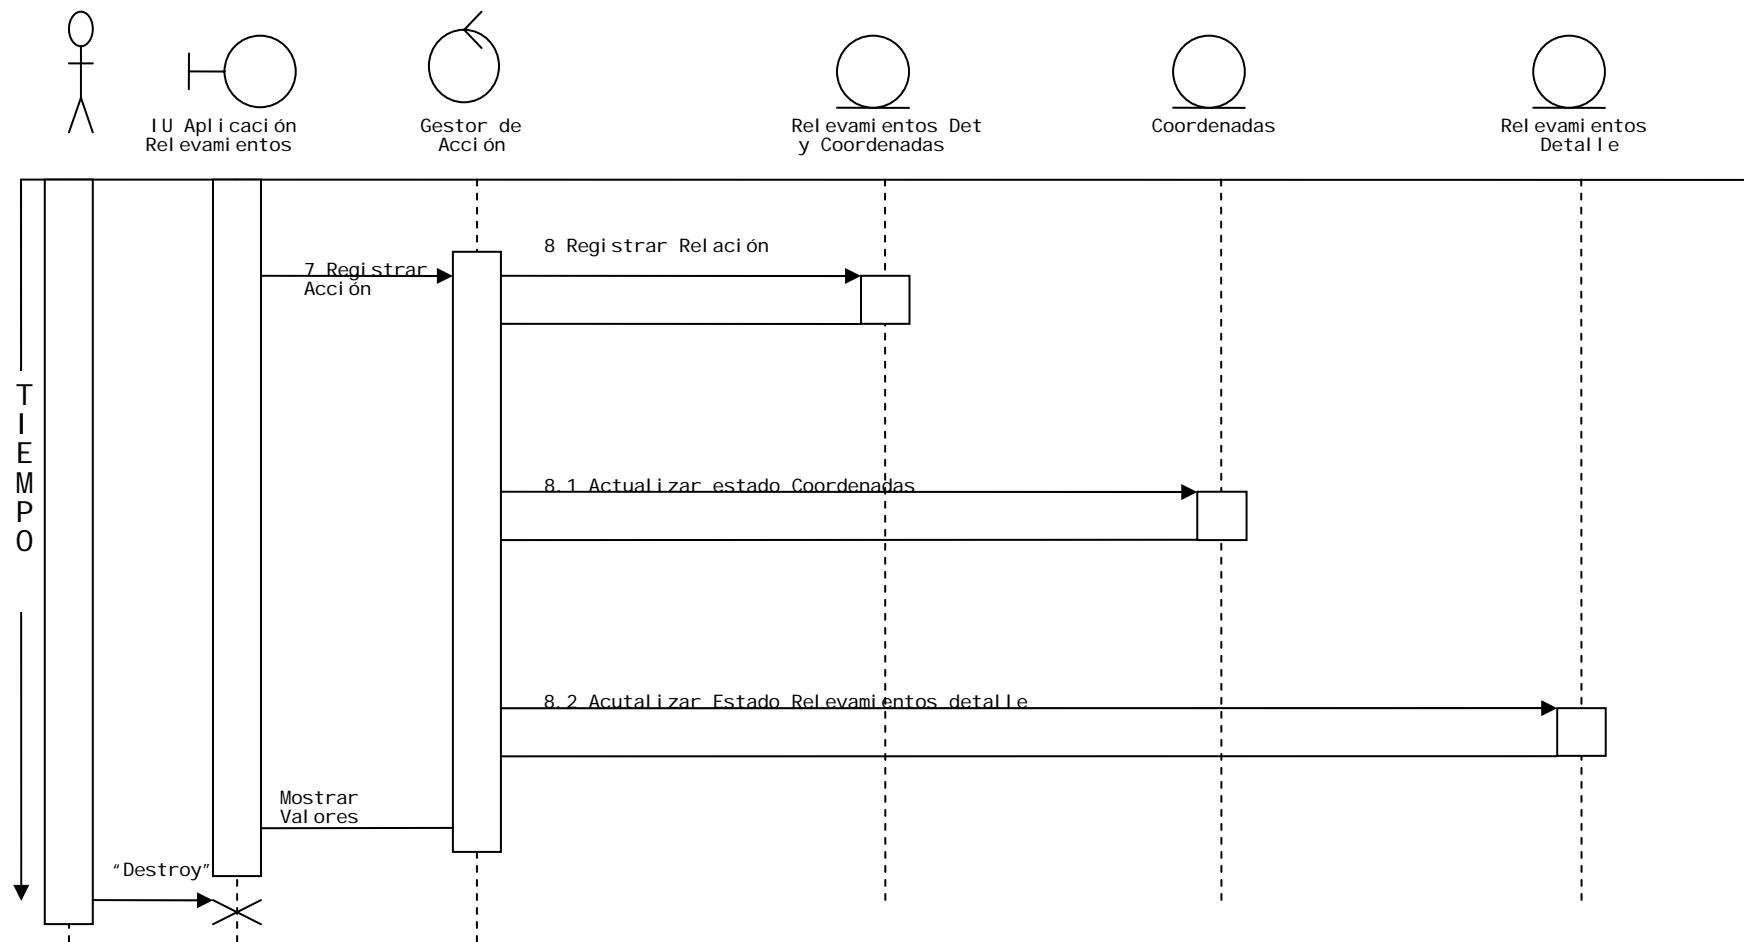 IU Aplicación
Relevamientos
Gestor de
Acción
Relevamientos Det
y Coordenadas
Coordenadas
Relevamientos
Detalle
8 Registrar Relación
7 Registrar
Acción
TIEMPO
8.1 Actualizar estado Coordenadas
8.2 Acutalizar Estado Relevamientos detalle
Mostrar
Valores
“Destroy”